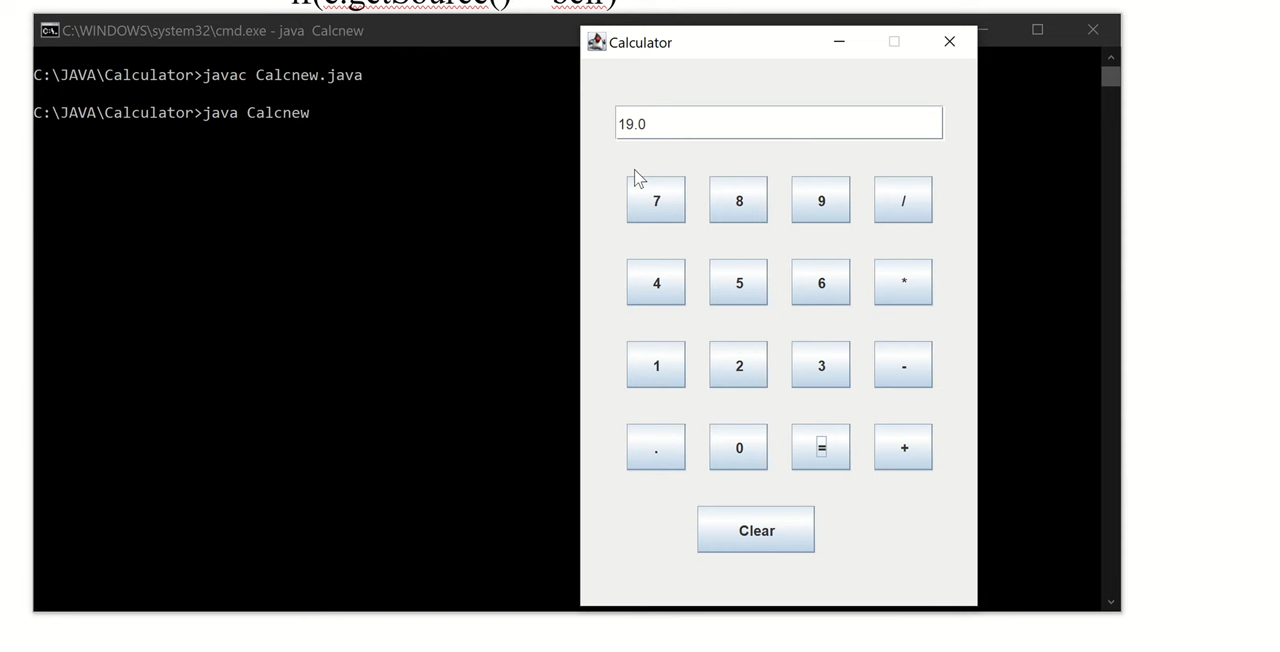 C:\WINDOWS\system32\cmd.exe - java Calcnew
Calculator
C:\JAVA\Calculator>javac Calcnew.java
C:\JAVA\Calculator>java Calcnew
19.0
7 8 9 /
4 5 6 *
1 2 3 -
. 0 = +
Clear